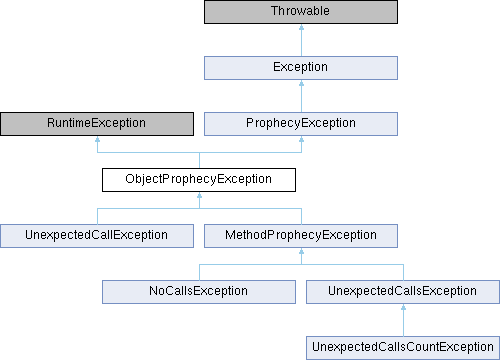 Throwable
Exception
RuntimeException
ProphecyException
ObjectProphecyException
UnexpectedCallException
MethodProphecyException
NoCallsException
UnexpectedCallsException
UnexpectedCallsCountException